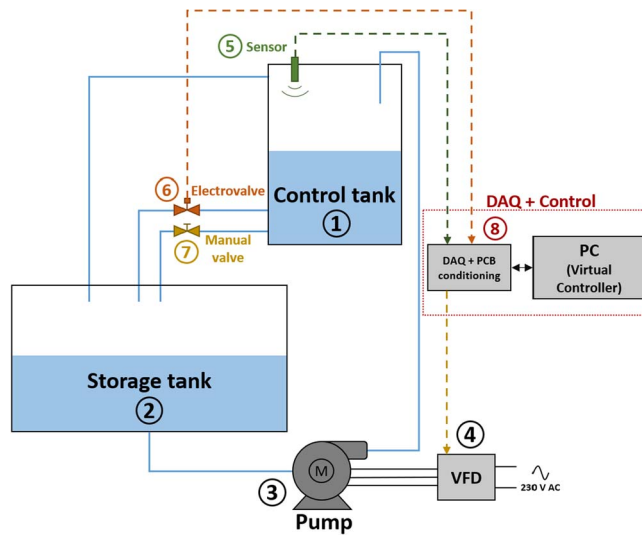 5 Sensor
6 Electrovalve
7 Manual
valve
Control tank
1
DAQ + Control
8
DAQ + PCB
conditioning
PC
(Virtual
Controller)
Storage tank
2
3
M
Pump
4
VFD
230 V AC